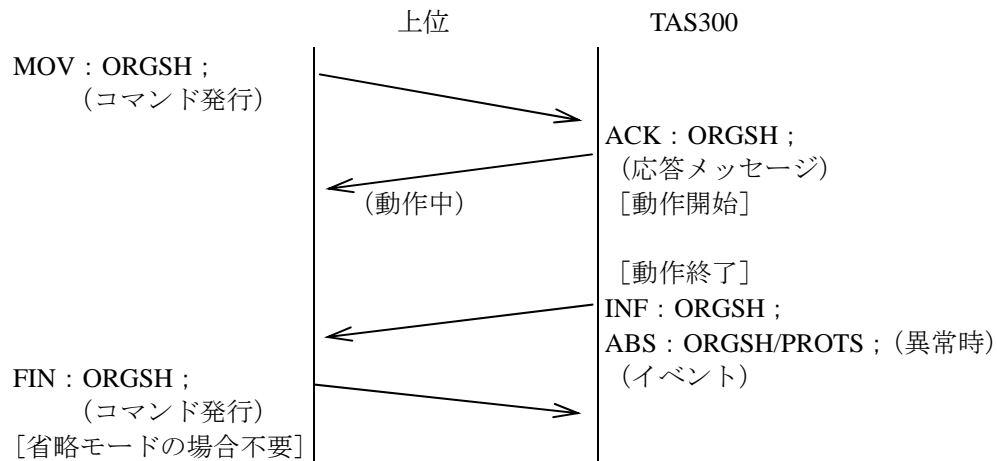 上位 TAS300
MOV：ORGSH；
（コマンド発行）
ACK：ORGSH；
（応答メッセージ）
（動作中） ［動作開始］
［動作終了］
INF：ORGSH；
ABS：ORGSH/PROTS；（異常時）
FIN：ORGSH； （イベント）
（コマンド発行）
［省略モードの場合不要］